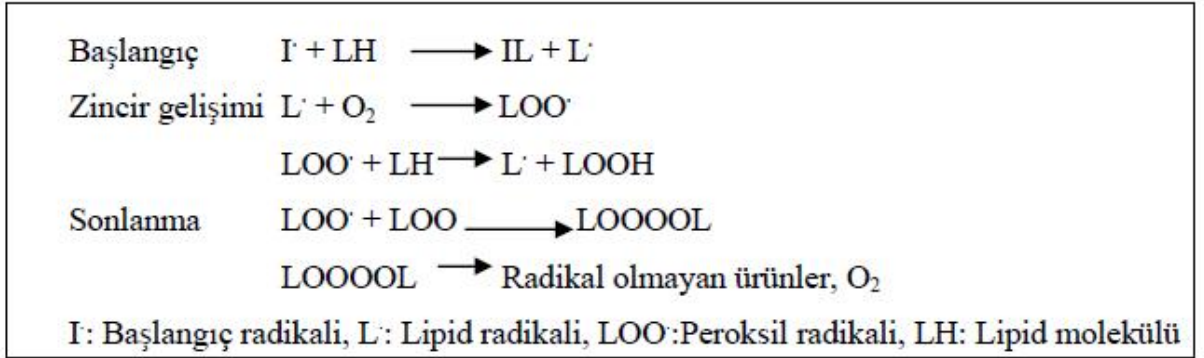 Başlangıç I· + LH ⟶ IL + L·
Zincir gelişimi L· + O₂ ⟶ LOO·
LOO· + LH ⟶ L· + LOOH
Sonlanma LOO· + LOO ⟶ LOOOOL
LOOOOL ⟶ Radikal olmayan ürünler, O₂
I·: Başlangıç radikali, L·: Lipid radikali, LOO·:Peroksil radikali, LH: Lipid molekülü